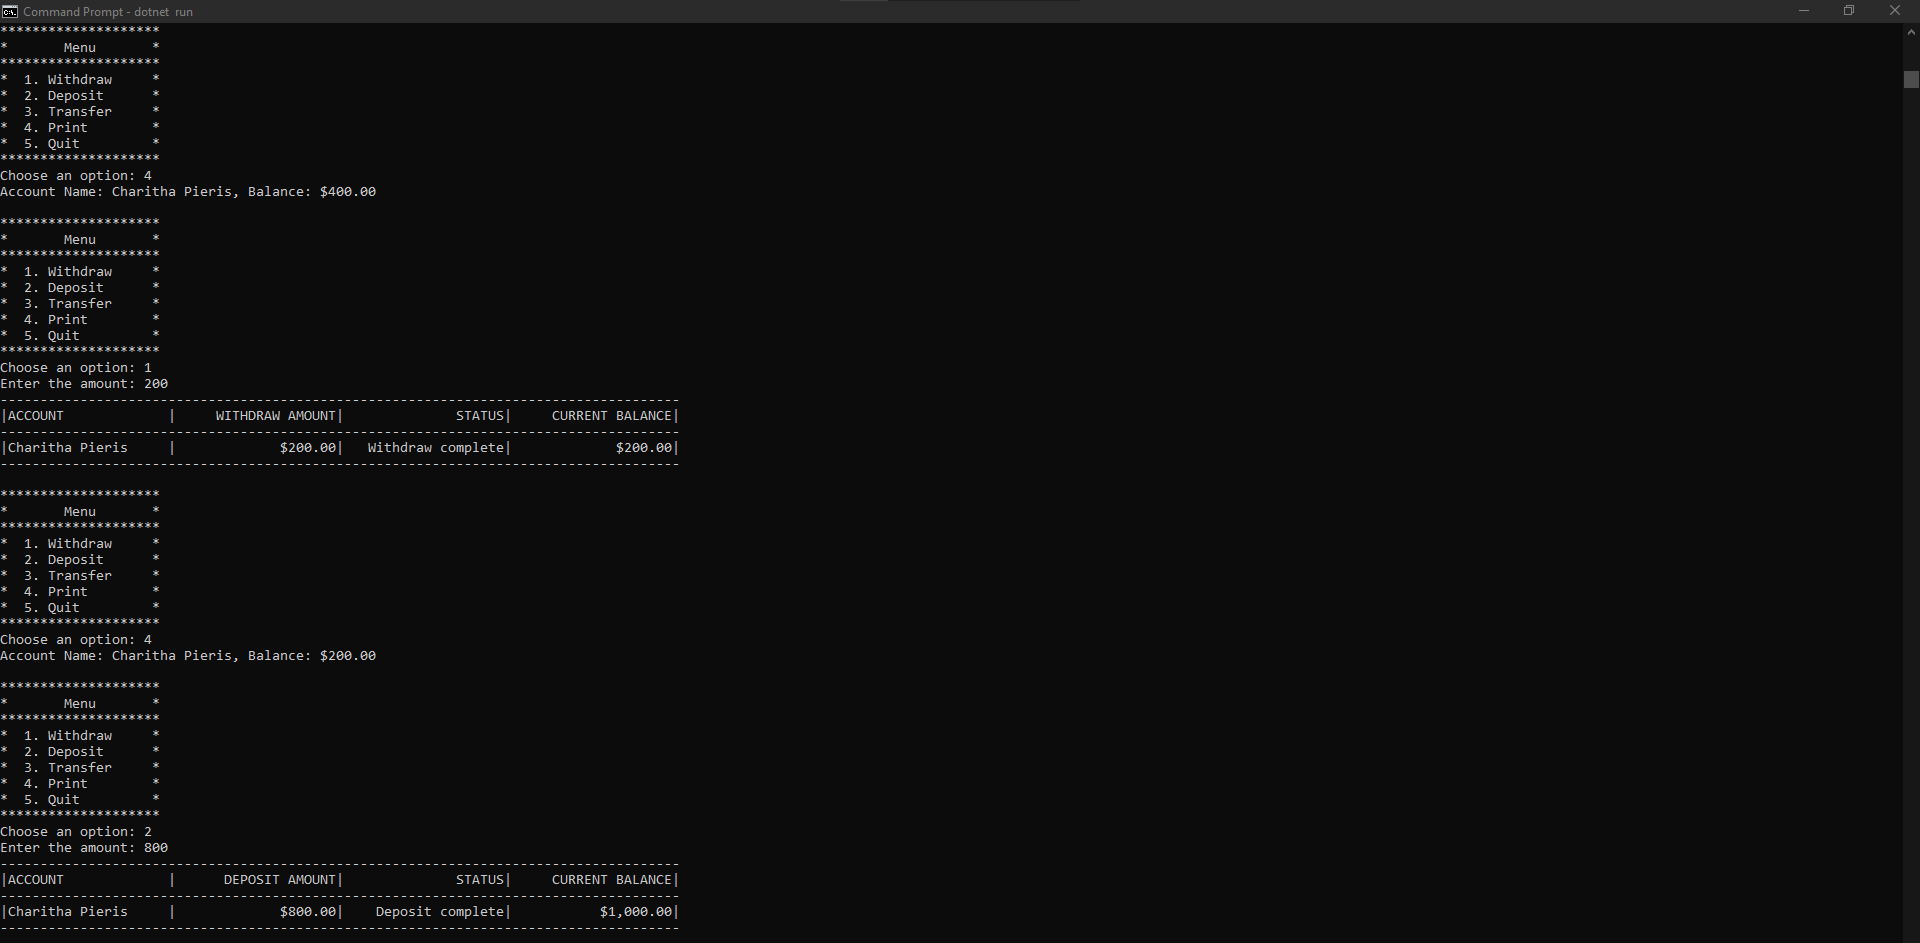 Command Prompt - dotnet  run
********************
*       Menu       *
********************
*  1. Withdraw     *
*  2. Deposit      *
*  3. Transfer     *
*  4. Print        *
*  5. Quit         *
********************
Choose an option: 4
Account Name: Charitha Pieris, Balance: $400.00

********************
*       Menu       *
********************
*  1. Withdraw     *
*  2. Deposit      *
*  3. Transfer     *
*  4. Print        *
*  5. Quit         *
********************
Choose an option: 1
Enter the amount: 200
-------------------------------------------------------------------------------------
|ACCOUNT             |     WITHDRAW AMOUNT|              STATUS|     CURRENT BALANCE|
-------------------------------------------------------------------------------------
|Charitha Pieris     |             $200.00|   Withdraw complete|             $200.00|
-------------------------------------------------------------------------------------

********************
*       Menu       *
********************
*  1. Withdraw     *
*  2. Deposit      *
*  3. Transfer     *
*  4. Print        *
*  5. Quit         *
********************
Choose an option: 4
Account Name: Charitha Pieris, Balance: $200.00

********************
*       Menu       *
********************
*  1. Withdraw     *
*  2. Deposit      *
*  3. Transfer     *
*  4. Print        *
*  5. Quit         *
********************
Choose an option: 2
Enter the amount: 800
-------------------------------------------------------------------------------------
|ACCOUNT             |      DEPOSIT AMOUNT|              STATUS|     CURRENT BALANCE|
-------------------------------------------------------------------------------------
|Charitha Pieris     |             $800.00|    Deposit complete|           $1,000.00|
-------------------------------------------------------------------------------------